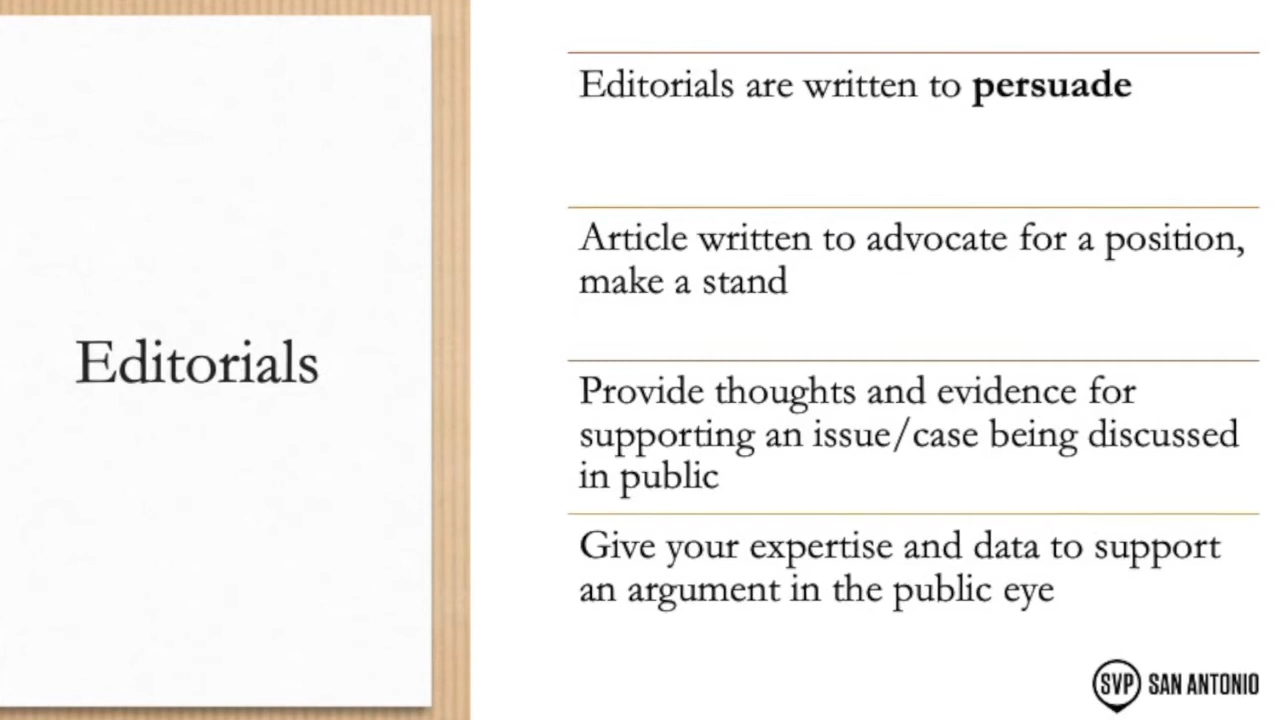 Editorials
Editorials are written to persuade
Article written to advocate for a position,
make a stand
Provide thoughts and evidence for
supporting an issue/case being discussed
in public
Give your expertise and data to support
an argument in the public eye
SVP SAN ANTONIO